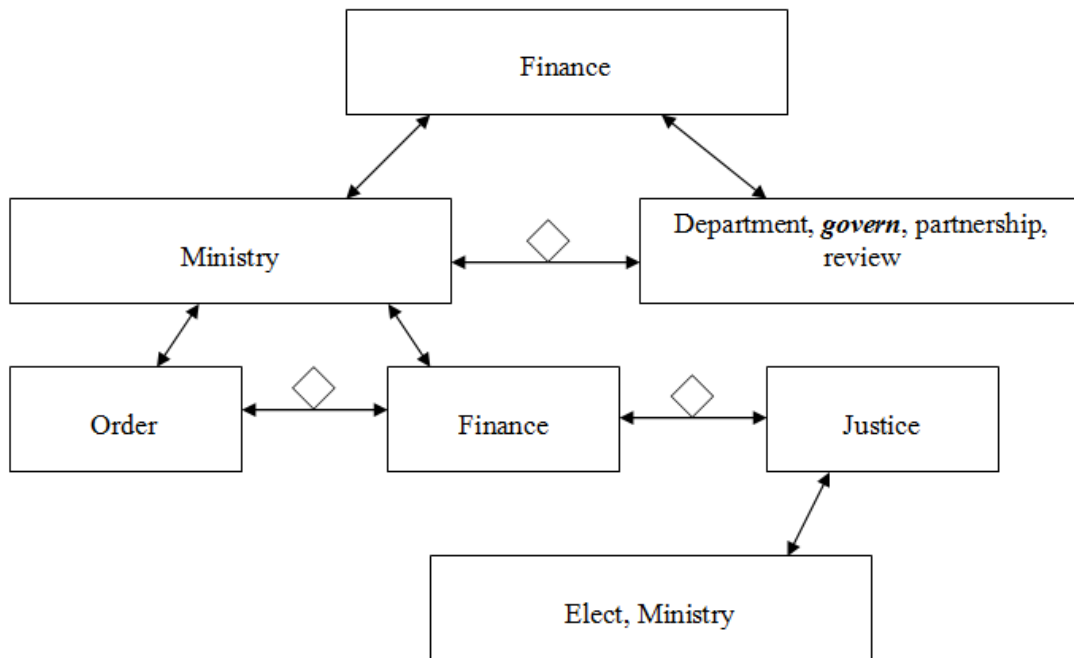 Finance
Ministry
Department, govern, partnership,
review
Order
Finance
Justice
Elect, Ministry